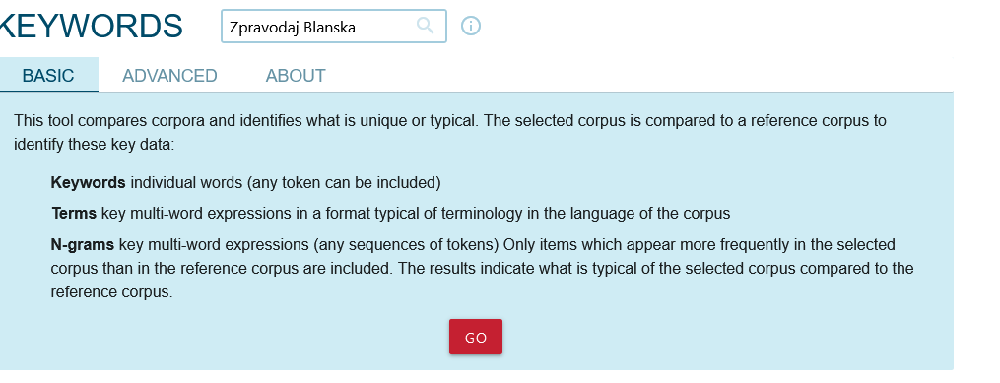 KEYWORDS
Zpravodaj Blanska
BASIC ADVANCED ABOUT
This tool compares corpora and identifies what is unique or typical. The selected corpus is compared to a reference corpus to
identify these key data:
Keywords individual words (any token can be included)
Terms key multi-word expressions in a format typical of terminology in the language of the corpus
N-grams key multi-word expressions (any sequences of tokens) Only items which appear more frequently in the selected
corpus than in the reference corpus are included. The results indicate what is typical of the selected corpus compared to the
reference corpus.
GO